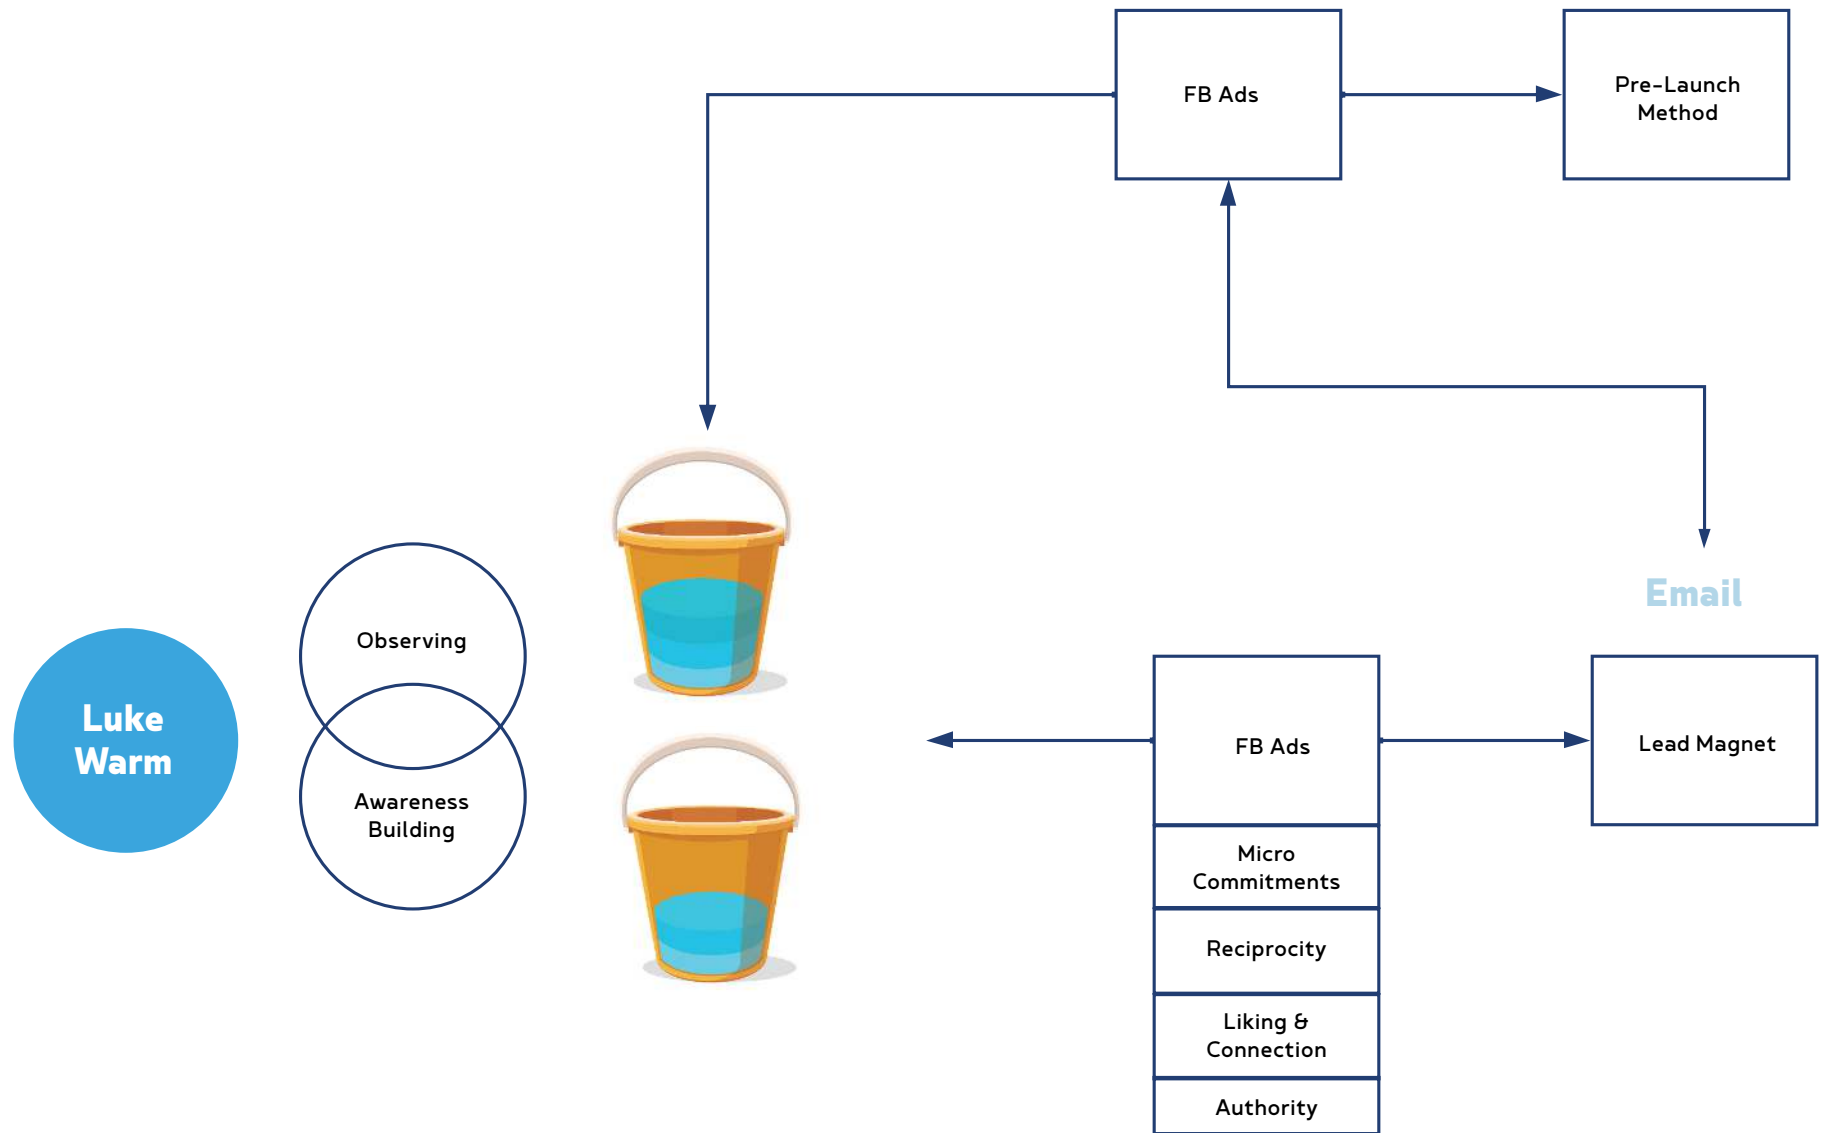 FB Ads
Pre-Launch
Method
Email
Observing
Luke
Warm
Awareness
Building
FB Ads
Lead Magnet
Micro
Commitments
Reciprocity
Liking &
Connection
Authority